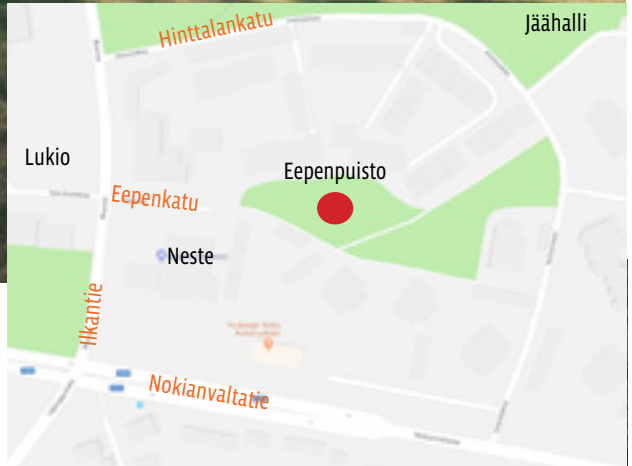 Hinttalankatu
Jäähalli
Lukio
Eepenpuisto
Eepenkatu
Neste
Ilkantie
Nokianvaltatie